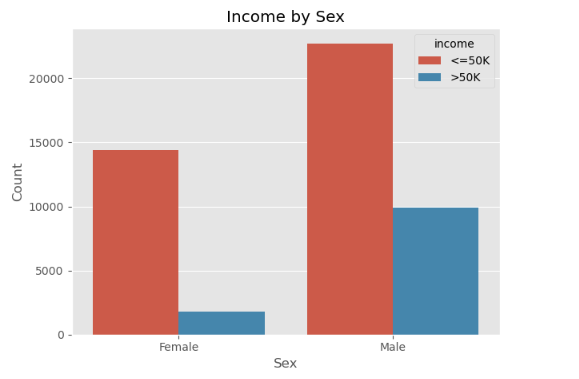 Income by Sex
income
<=50K
>50K
20000
15000
10000
5000
0
Count
Female Male
Sex